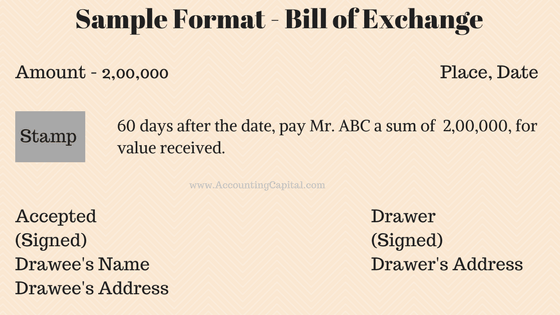 Sample Format - Bill of Exchange
Amount - 2,00,000
Place, Date
Stamp
60 days after the date, pay Mr. ABC a sum of 2,00,000, for
value received.
www.AccountingCapital.com
Accepted
(Signed)
Drawee's Name
Drawee's Address
Drawer
(Signed)
Drawer's Address